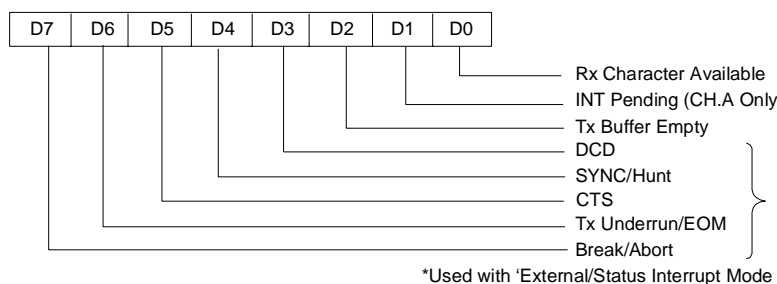 D7 D6 D5 D4 D3 D2 D1 D0
Rx Character Available
INT Pending (CH.A Only
Tx Buffer Empty
DCD
SYNC/Hunt
CTS
Tx Underrun/EOM
Break/Abort
*Used with ‘External/Status Interrupt Mode